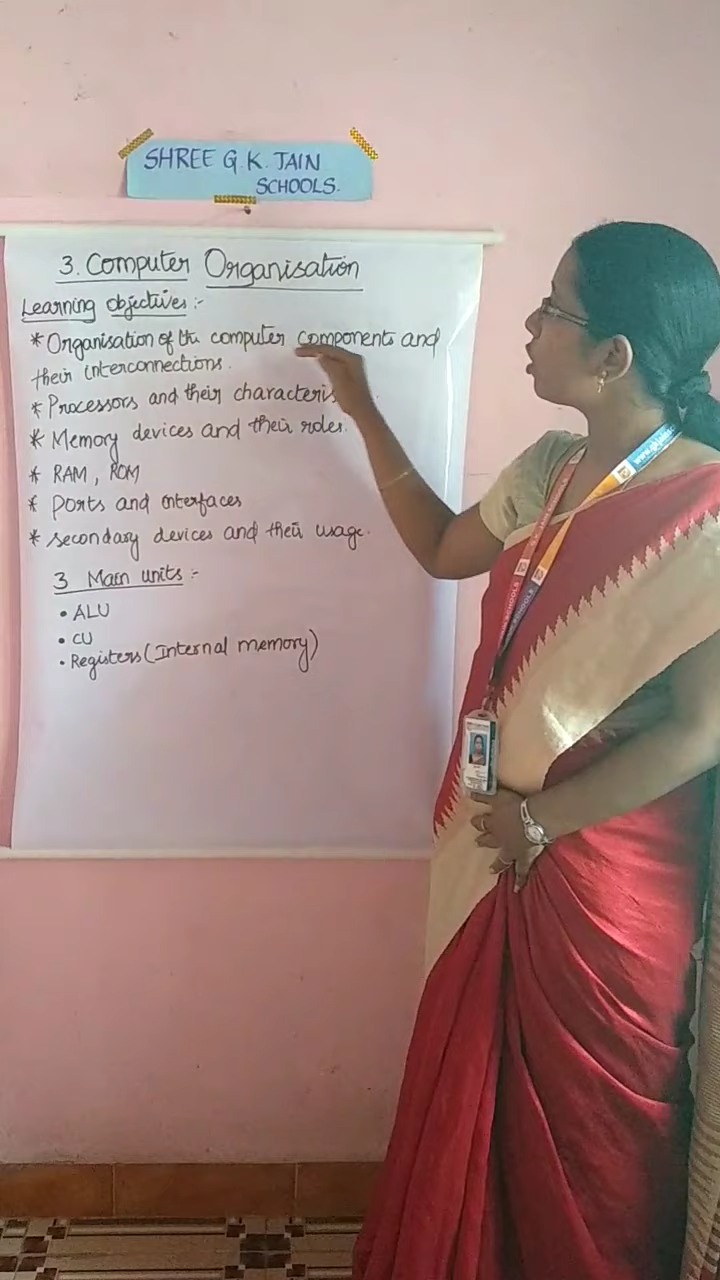 SHREE G.K. JAIN
SCHOOLS.
3. Computer Organisation
Learning objectives :-
* Organisation of the computer components and
their interconnections.
* Processors and their
* Memory devices and their roles.
* RAM, ROM
* Ports and interfaces
* Secondary devices and their usage.
3 Main units :-
• ALU
• CU
• Registers (Internal memory)